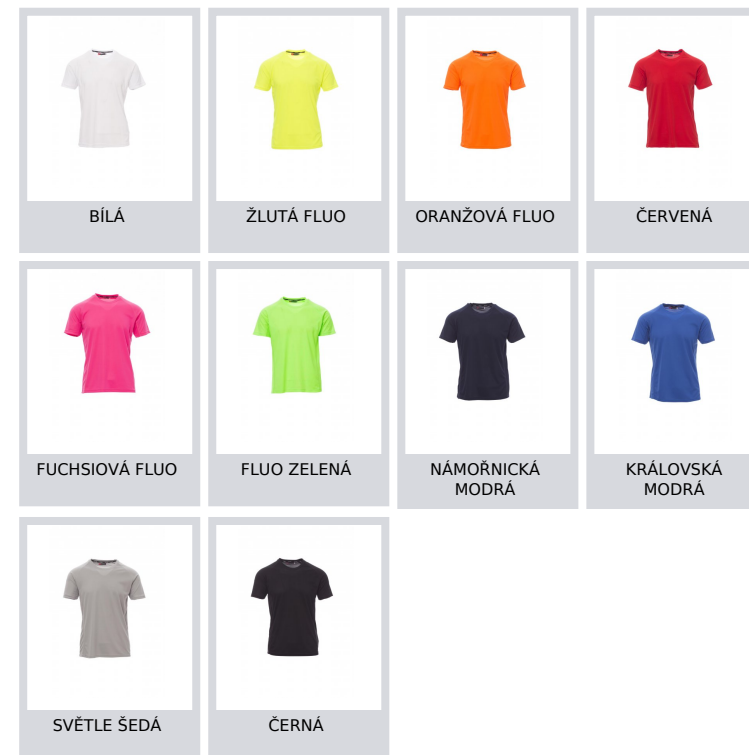 BÍLÁ
ŽLUTÁ FLUO
ORANŽOVÁ FLUO
ČERVENÁ
FUCHSIOVÁ FLUO
FLUO ZELENÁ
NÁMOŘNICKÁ
MODRÁ
KRÁLOVSKÁ
MODRÁ
SVĚTLE ŠEDÁ
ČERNÁ